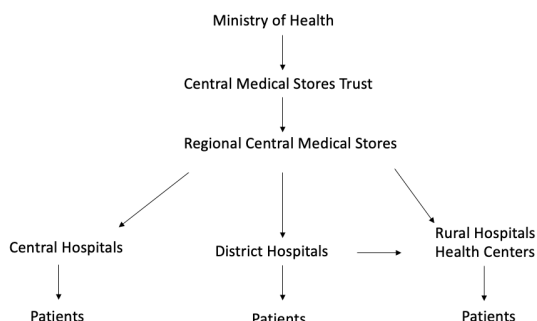 Ministry of Health
Central Medical Stores Trust
Regional Central Medical Stores
Central Hospitals
District Hospitals
Rural Hospitals
Health Centers
Patients
Patients
Patients